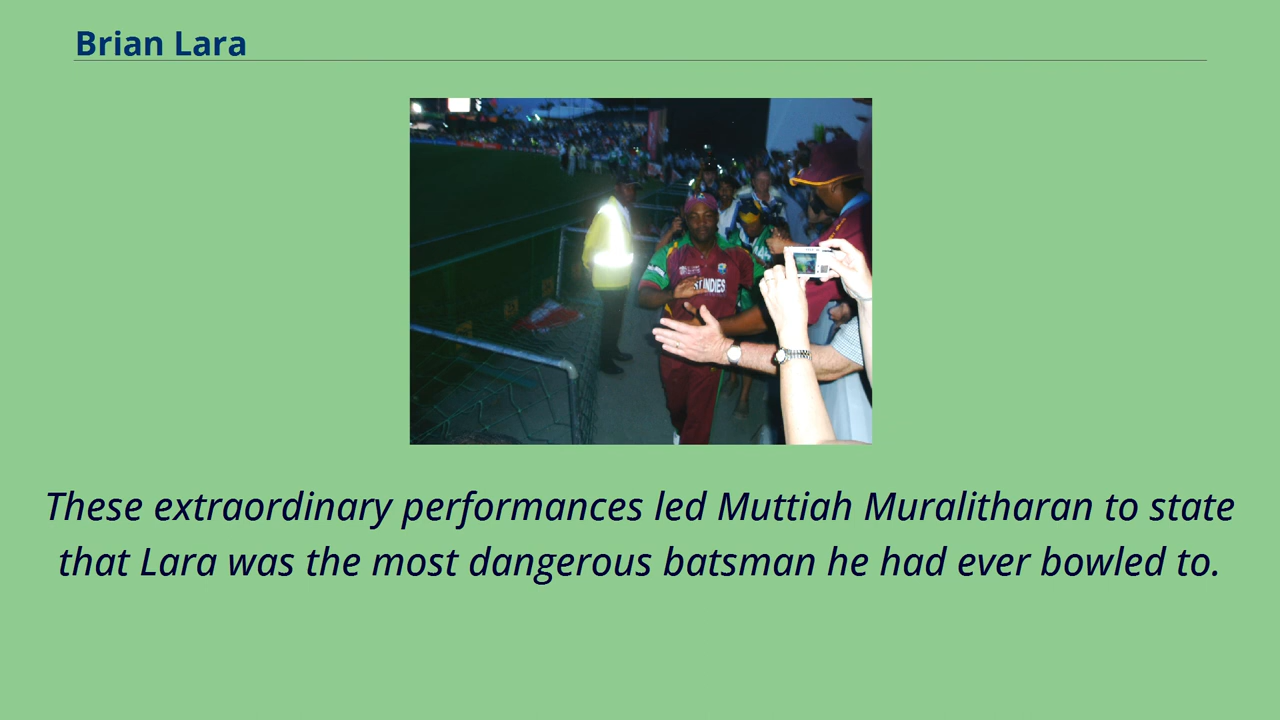 Brian Lara
These extraordinary performances led Muttiah Muralitharan to state
that Lara was the most dangerous batsman he had ever bowled to.